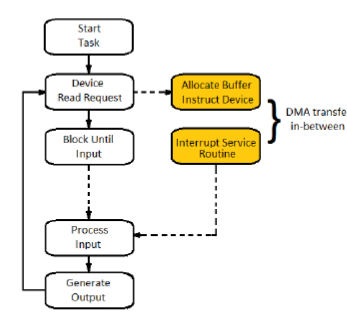 Start
Task
Device
Read Request
Allocate Buffer
Instruct Device
DMA transfe
in-between
Block Until
Input
Interrupt Service
Routine
Process
Input
Generate
Output